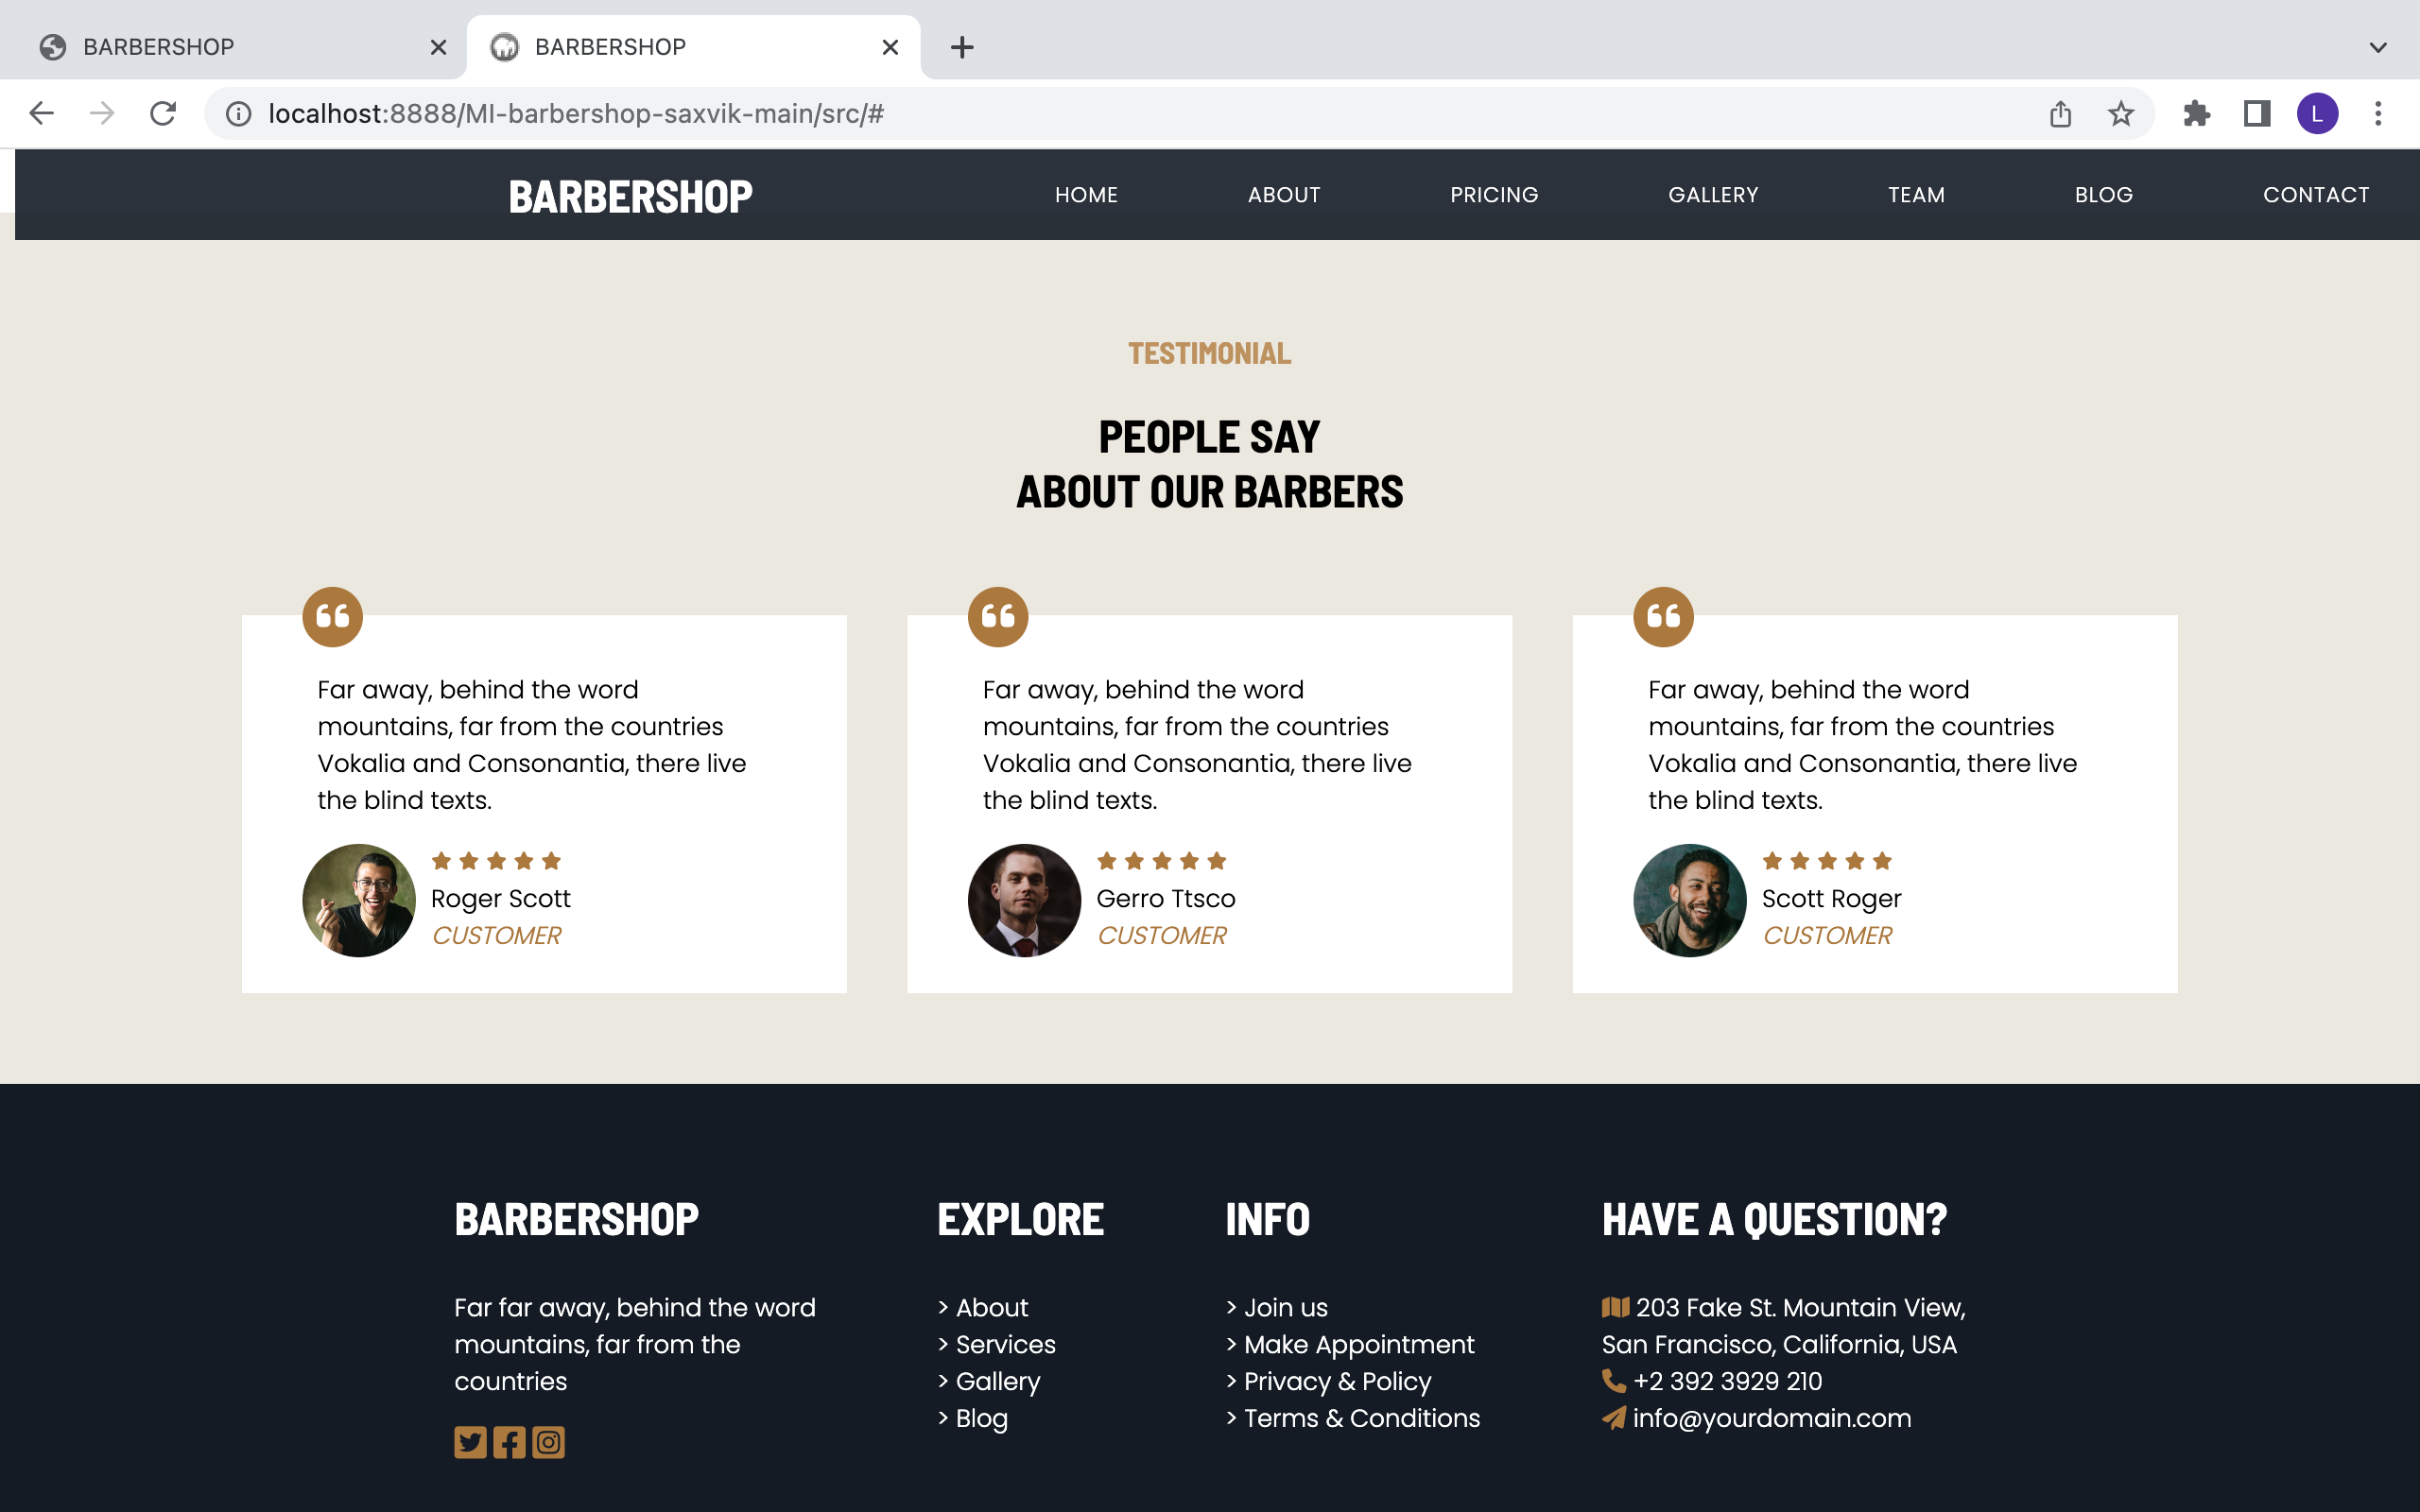 BARBERSHOP
BARBERSHOP
localhost:8888/MI-barbershop-saxvik-main/src/#
L
BARBERSHOP
HOME
ABOUT
PRICING
GALLERY
TEAM
BLOG
CONTACT
TESTIMONIAL
PEOPLE SAY
ABOUT OUR BARBERS
Far away, behind the word
mountains, far from the countries
Vokalia and Consonantia, there live
the blind texts.
Roger Scott
CUSTOMER
Far away, behind the word
mountains, far from the countries
Vokalia and Consonantia, there live
the blind texts.
Gerro Ttsco
CUSTOMER
Far away, behind the word
mountains, far from the countries
Vokalia and Consonantia, there live
the blind texts.
Scott Roger
CUSTOMER
BARBERSHOP
Far far away, behind the word
mountains, far from the
countries
EXPLORE
> About
> Services
> Gallery
> Blog
INFO
> Join us
> Make Appointment
> Privacy & Policy
> Terms & Conditions
HAVE A QUESTION?
203 Fake St. Mountain View,
San Francisco, California, USA
+2 392 3929 210
info@yourdomain.com